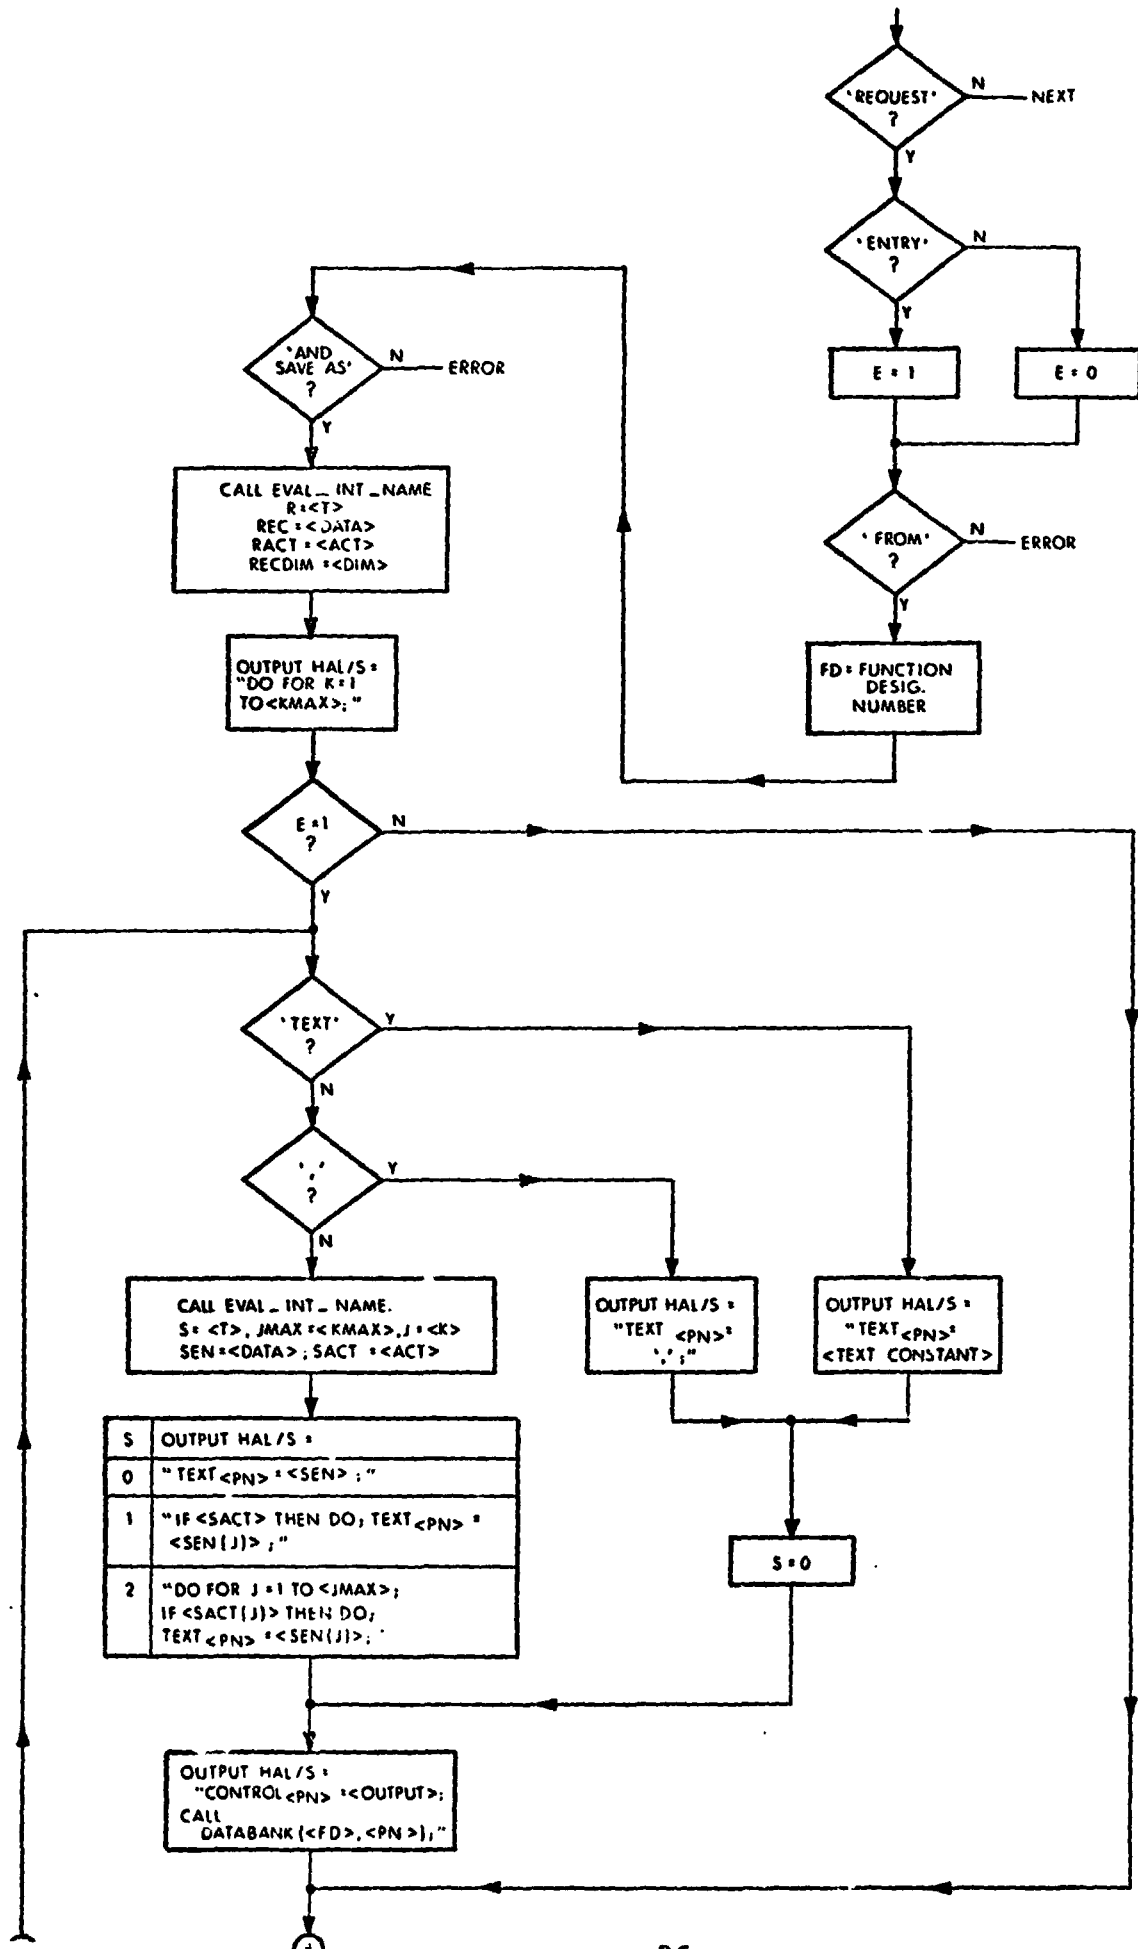 'REQUEST'
?
N
NEXT
Y
'ENTRY'
?
N
Y
E = 1
E = 0
'FROM'
?
N
ERROR
Y
FD = FUNCTION
DESIG.
NUMBER
'AND
SAVE AS'
?
N
ERROR
Y
CALL EVAL_INT_NAME
R=<T>
REC =<DATA>
RACT =<ACT>
RECDIM =<DIM>
OUTPUT HAL/S =
"DO FOR K=1
TO<KMAX>;"
E=1
?
N
Y
'TEXT'
?
Y
N
','
?
Y
N
CALL EVAL_INT_NAME.
S= <T>, JMAX =<KMAX>, J=<K>
SEN=<DATA>; SACT =<ACT>
OUTPUT HAL/S =
"TEXT <PN>=
',';"
OUTPUT HAL/S =
"TEXT<PN>=
<TEXT CONSTANT>
S OUTPUT HAL/S =
0 "TEXT<PN> =<SEN> ;"
1 "IF <SACT> THEN DO; TEXT<PN> =
<SEN(J)> ;"
2 "DO FOR J=1 TO <JMAX>;
IF <SACT(J)> THEN DO;
TEXT<PN> =<SEN(J)>; '
S = 0
OUTPUT HAL/S =
"CONTROL<PN> =<OUTPUT>;
CALL
DATABANK(<FD>,<PN>);"